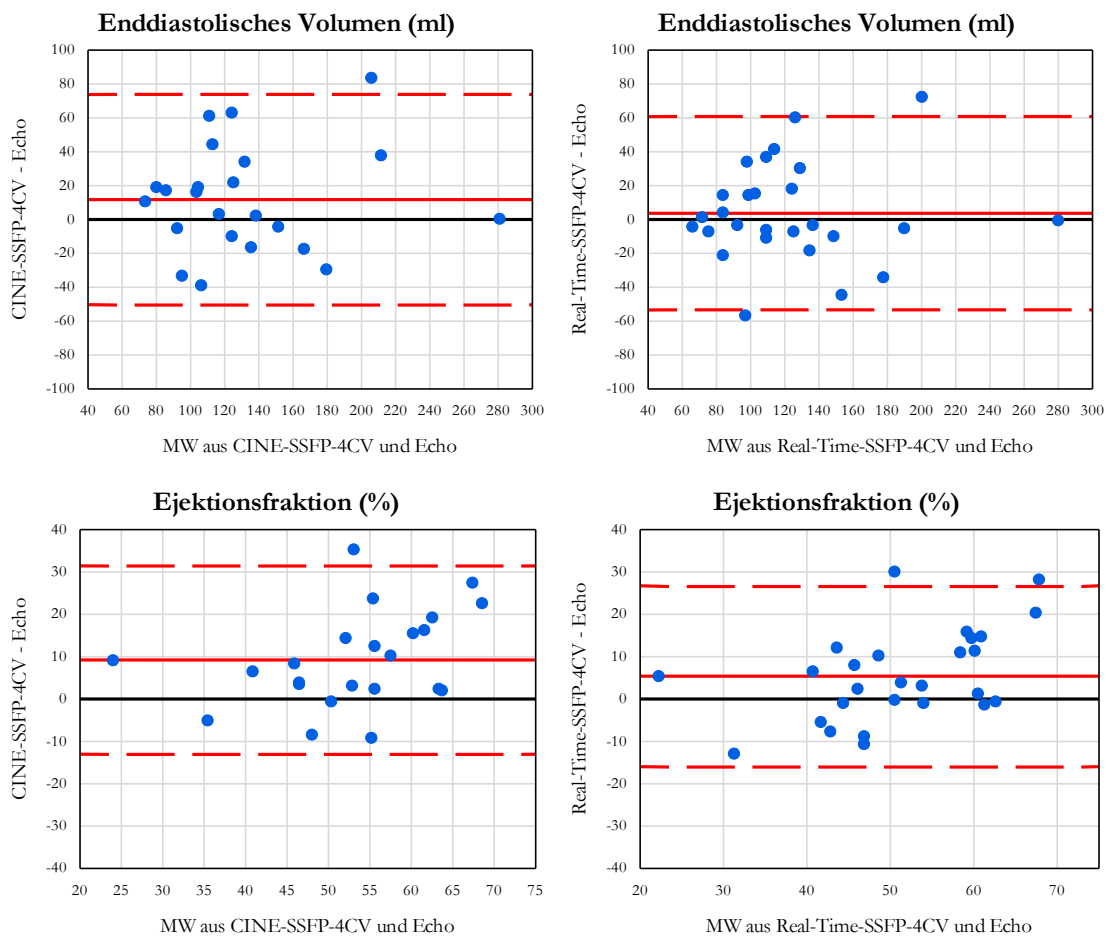 Enddiastolisches Volumen (ml)
CINE-SSFP-4CV - Echo
100
80
60
40
20
0
-20
-40
-60
-80
-100
40 60 80 100 120 140 160 180 200 220 240 260 280 300
MW aus CINE-SSFP-4CV und Echo
Enddiastolisches Volumen (ml)
Real-Time-SSFP-4CV - Echo
100
80
60
40
20
0
-20
-40
-60
-80
-100
40 60 80 100 120 140 160 180 200 220 240 260 280 300
MW aus Real-Time-SSFP-4CV und Echo
Ejektionsfraktion (%)
CINE-SSFP-4CV - Echo
40
30
20
10
0
-10
-20
-30
-40
20 25 30 35 40 45 50 55 60 65 70 75
MW aus CINE-SSFP-4CV und Echo
Ejektionsfraktion (%)
Real-Time-SSFP-4CV - Echo
40
30
20
10
0
-10
-20
-30
-40
20 30 40 50 60 70
MW aus Real-Time-SSFP-4CV und Echo